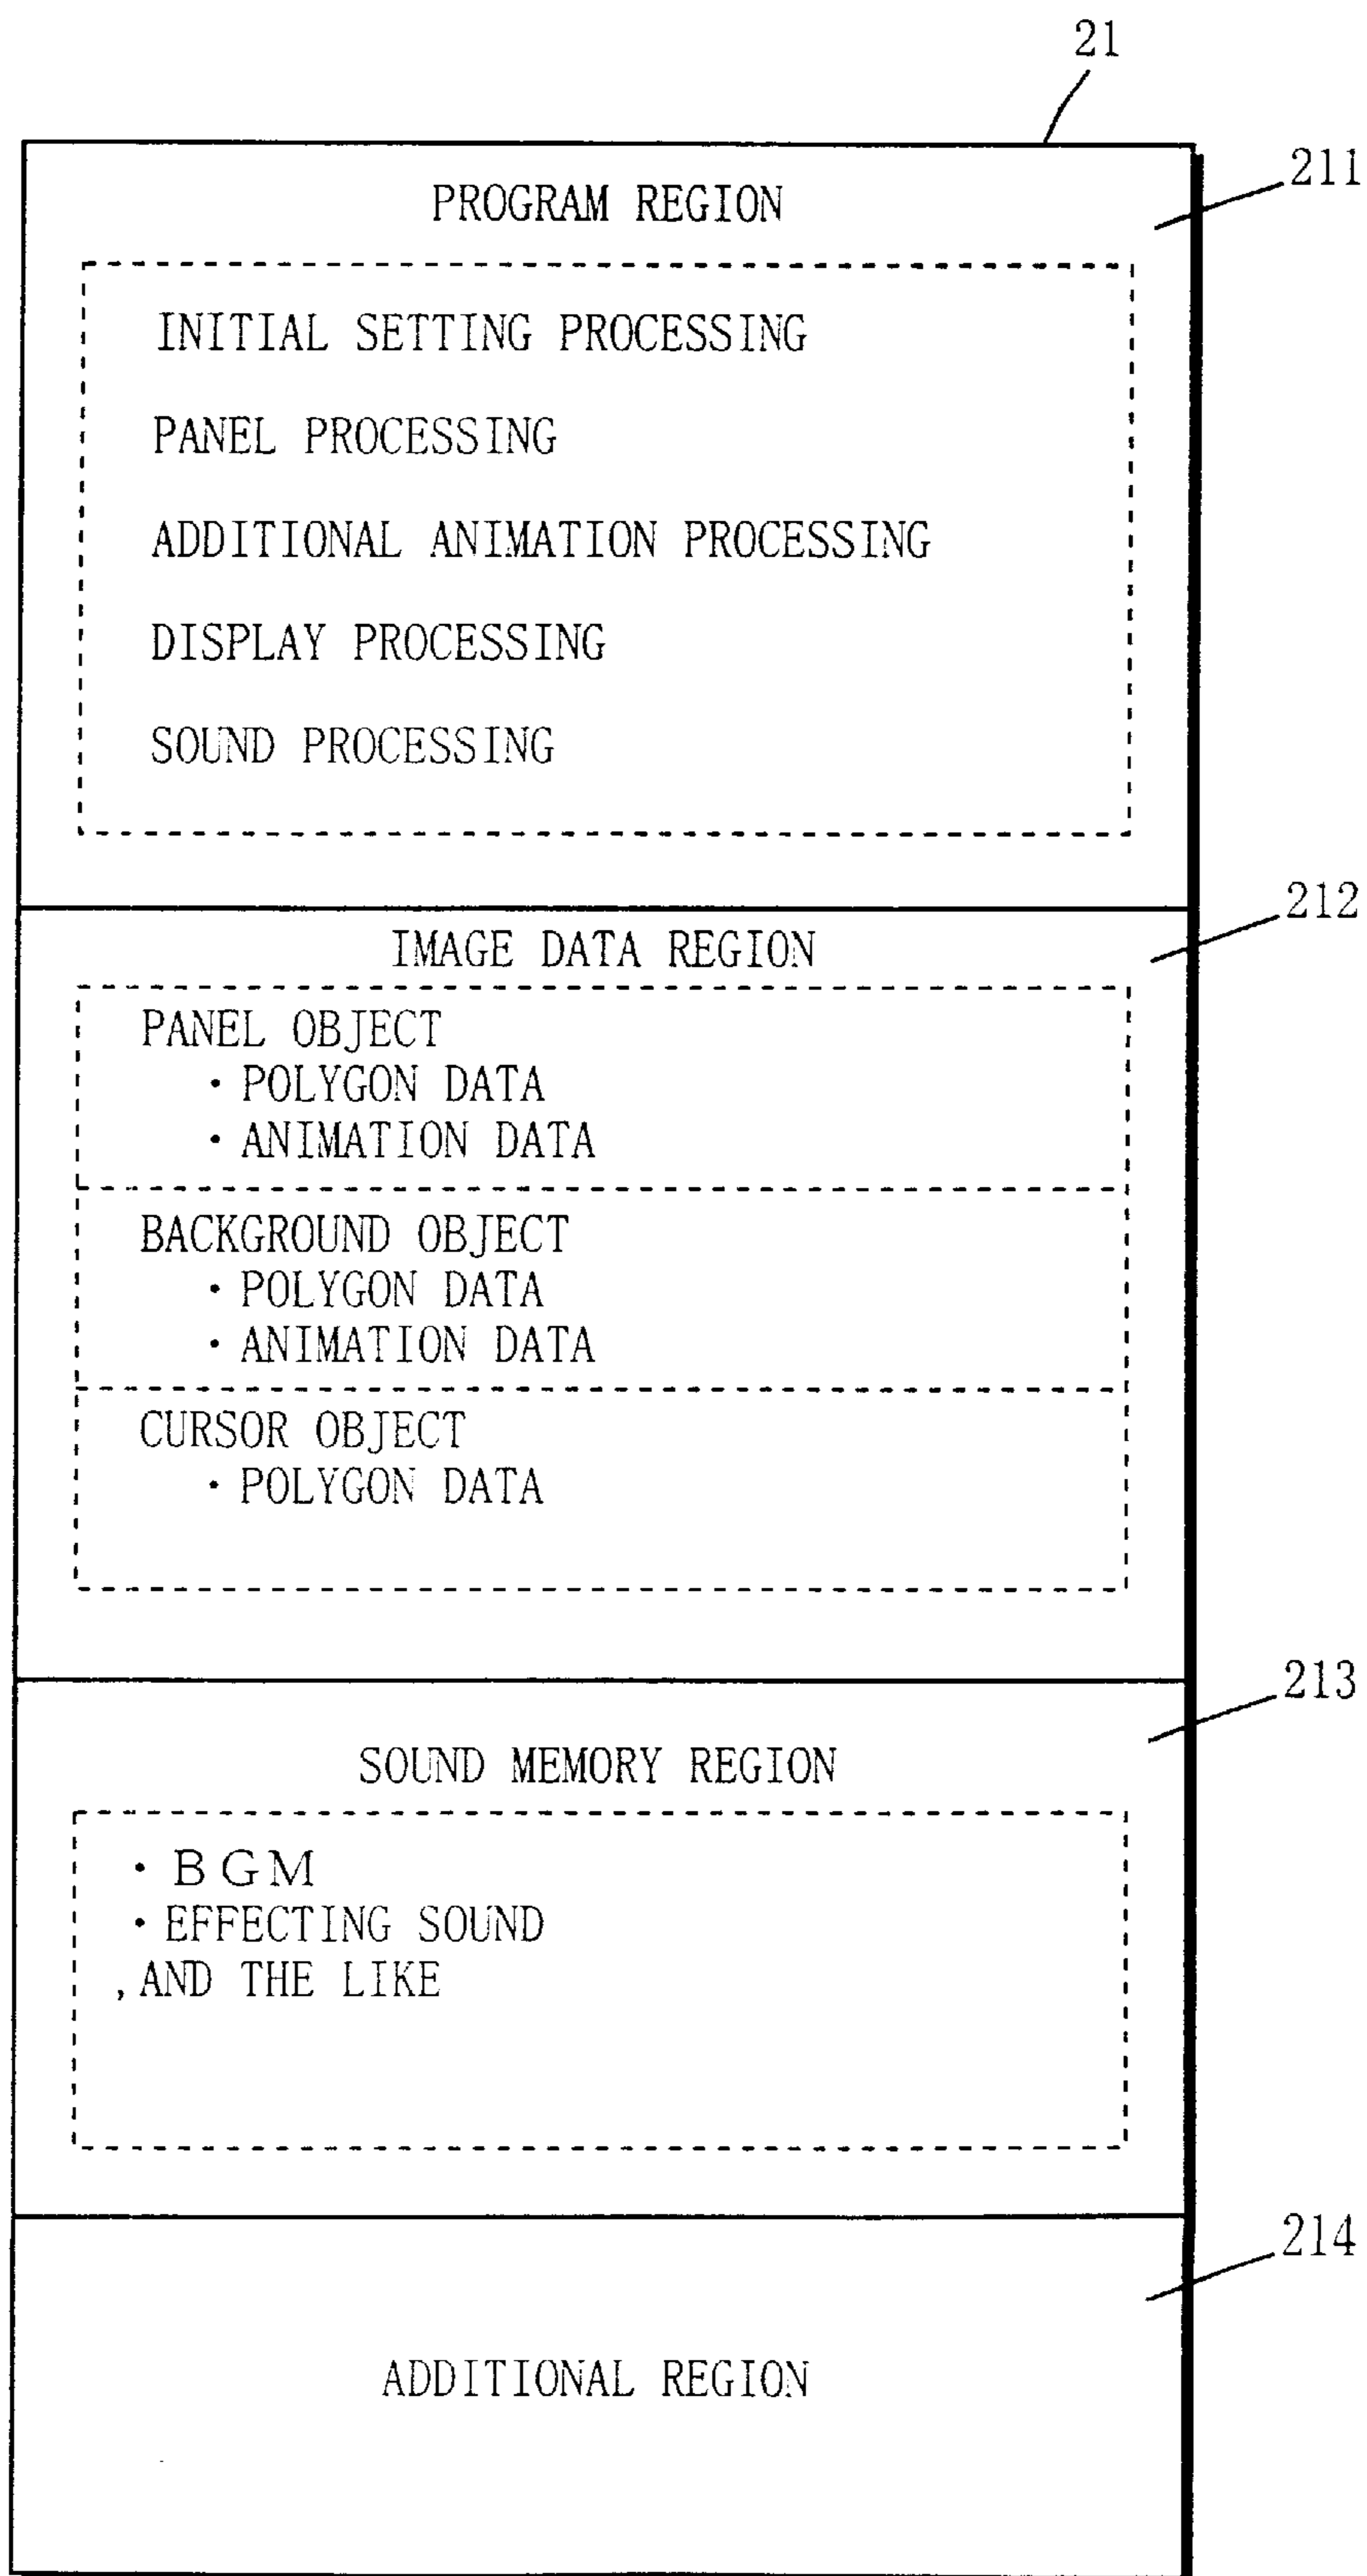 21
211
PROGRAM REGION
INITIAL SETTING PROCESSING
PANEL PROCESSING
ADDITIONAL ANIMATION PROCESSING
DISPLAY PROCESSING
SOUND PROCESSING
212
IMAGE DATA REGION
PANEL OBJECT
・POLYGON DATA
・ANIMATION DATA
BACKGROUND OBJECT
・POLYGON DATA
・ANIMATION DATA
CURSOR OBJECT
・POLYGON DATA
213
SOUND MEMORY REGION
・BGM
・EFFECTING SOUND
,AND THE LIKE
214
ADDITIONAL REGION